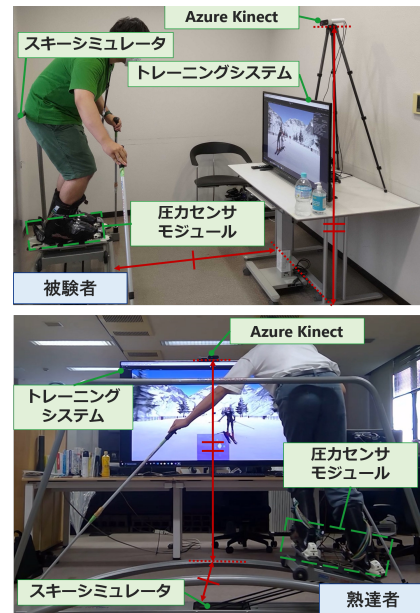 Azure Kinect
スキーシミュレータ
トレーニングシステム
圧力センサ
モジュール
被験者
Azure Kinect
トレーニング
システム
圧力センサ
モジュール
スキーシミュレータ
熟達者